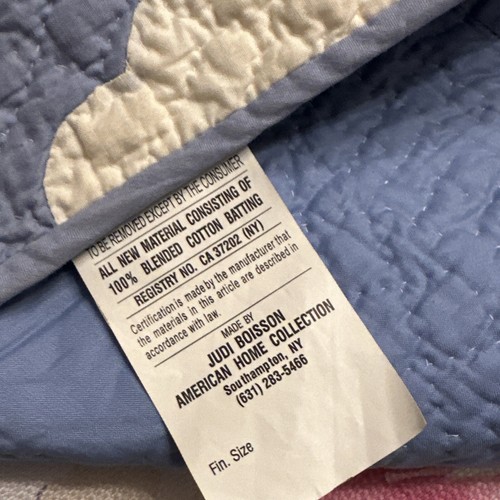 TO BE REMOVED EXCEPT BY THE CONSUMER
ALL NEW MATERIAL CONSISTING OF
100% BLENDED COTTON BATTING
REGISTRY NO. CA 37202 (NY)
Certification is made by the manufacturer that
the materials in this article are described in
accordance with law.
MADE BY
JUDI BOISSON
AMERICAN HOME COLLECTION
Southampton, NY
(631) 283-5466
Fin. Size